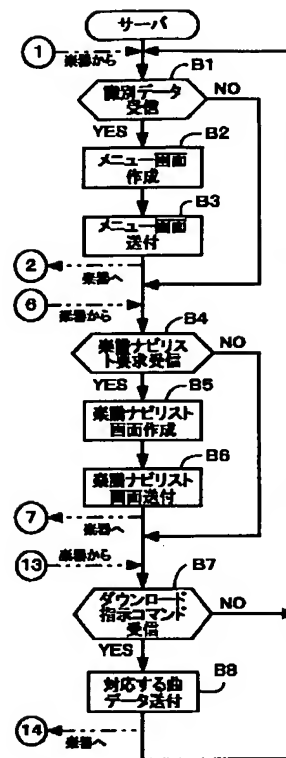 サーバ
1
楽器から
B1
識別データ
受信
NO
YES
B2
メニュー画面
作成
B3
メニュー画面
送付
2
楽器へ
6
楽器から
B4
楽譜ナビリス
ト要求受信
NO
YES
B5
楽譜ナビリスト
画面作成
B6
楽譜ナビリスト
画面送付
7
楽器へ
13
楽器から
B7
ダウンロード
指示コマンド
受信
NO
YES
B8
対応する曲
データ送付
14
楽器へ